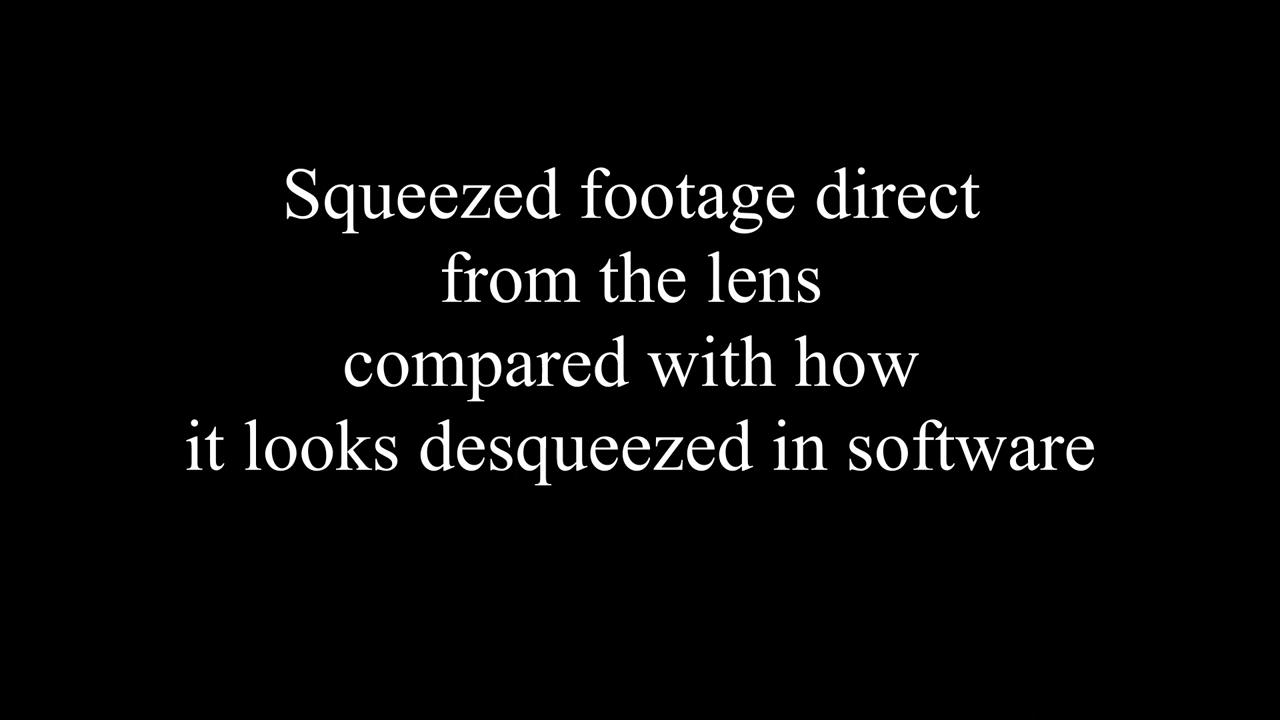 Squeezed footage direct
from the lens
compared with how
it looks desqueezed in software